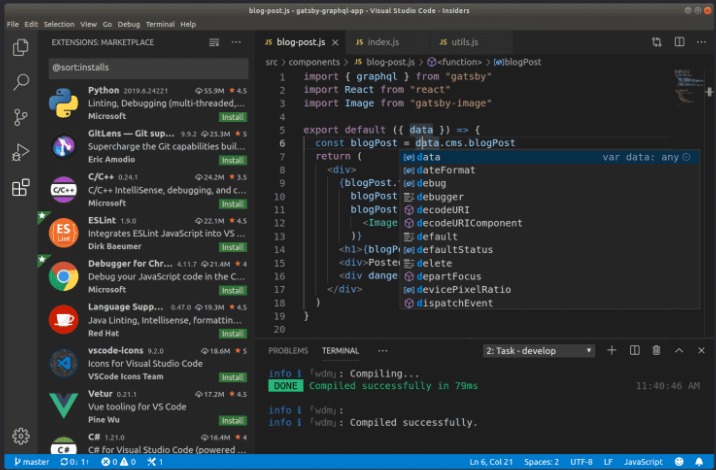 blog-post.js - gatsby-graphql-app - Visual Studio Code - Insiders
File Edit Selection View Go Debug Terminal Help
EXTENSIONS: MARKETPLACE
@sort:installs
Python 2019.6.24221 55.9M 4.5
Linting, Debugging (multi-threaded,...
Microsoft Install
GitLens — Git sup... 9.9.2 25.3M 5
Supercharge the Git capabilities buil...
Eric Amodio Install
C/C++ 0.24.1 24.2M 3.5
C/C++ IntelliSense, debugging, and c...
Microsoft Install
ESLint 1.9.0 22.1M 4.5
Integrates ESLint JavaScript into VS ...
Dirk Baeumer Install
Debugger for Chr... 4.11.7 21.4M 4
Debug your JavaScript code in the C...
Microsoft Install
Language Supp... 0.47.0 19.3M 4.5
Java Linting, Intellisense, formattin...
Red Hat Install
vscode-icons 9.2.0 18.6M 5
Icons for Visual Studio Code
VSCode Icons Team Install
Vetur 0.21.1 17.2M 4.5
Vue tooling for VS Code
Pine Wu Install
C# 1.21.0 16.4M 4
C# for Visual Studio Code (powered ...
JS blog-post.js JS index.js JS utils.js
src > components > JS blog-post.js > <function> > blogPost
1 import { graphql } from "gatsby"
2 import React from "react"
3 import Image from "gatsby-image"
4
5 export default ({ data }) => {
6 const blogPost = data.cms.blogPost
7 return (
8 <div>
9 {blogPost.
10 blogPost
11 blogPost
12 <Image
13 )}
14 <h1>{blogP
15 <div>Poste
16 <div dange
17 </div>
18 )
19 }
20
data var data: any
dateFormat
debug
debugger
decodeURI
decodeURIComponent
default
defaultStatus
delete
departFocus
devicePixelRatio
dispatchEvent
PROBLEMS TERMINAL ... 2: Task - develop
info i 「wdm」: Compiling...
DONE Compiled successfully in 79ms 11:40:46 AM
info i 「wdm」:
info i 「wdm」: Compiled successfully.
master 0↓ 1↑ 0 0 1 Ln 6, Col 21 Spaces: 2 UTF-8 LF JavaScript